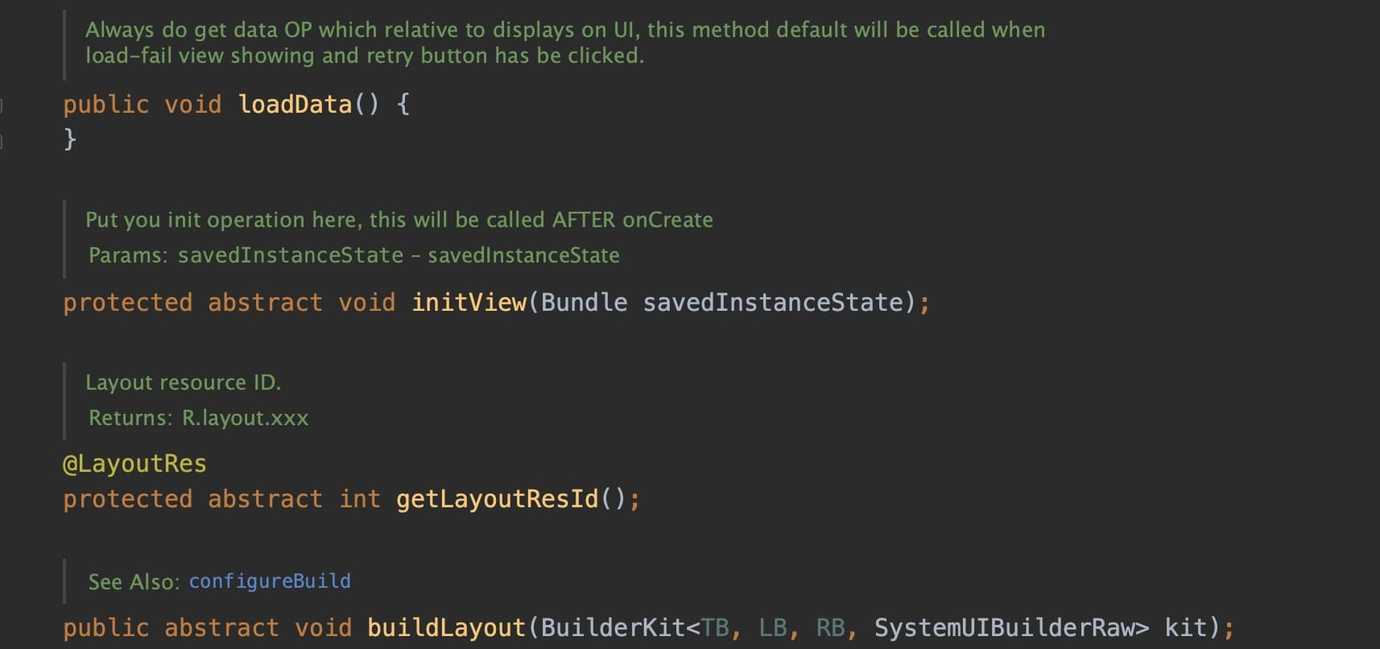 Always do get data OP which relative to displays on UI, this method default will be called when
load-fail view showing and retry button has be clicked.
public void loadData() {
}
Put you init operation here, this will be called AFTER onCreate
Params: savedInstanceState – savedInstanceState
protected abstract void initView(Bundle savedInstanceState);
Layout resource ID.
Returns: R.layout.xxx
@LayoutRes
protected abstract int getLayoutResId();
See Also: configureBuild
public abstract void buildLayout(BuilderKit<TB, LB, RB, SystemUIBuilderRaw> kit);